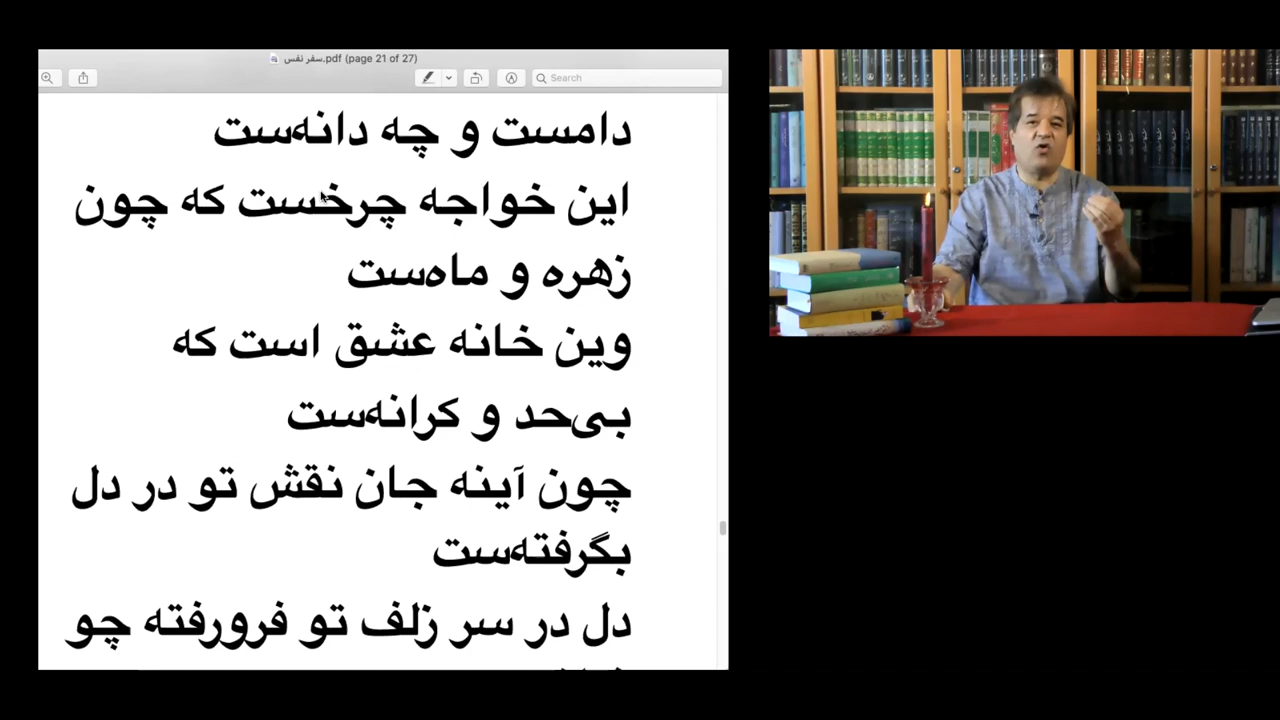 سفر نفس.pdf (page 21 of 27)
Search
دامست و چه دانه‌ست
این خواجه چرخست که چون
زهره و ماه‌ست
وین خانه عشق است که
بی‌حد و کرانه‌ست
چون آینه جان نقش تو در دل
بگرفته‌ست
دل در سر زلف تو فرورفته چو